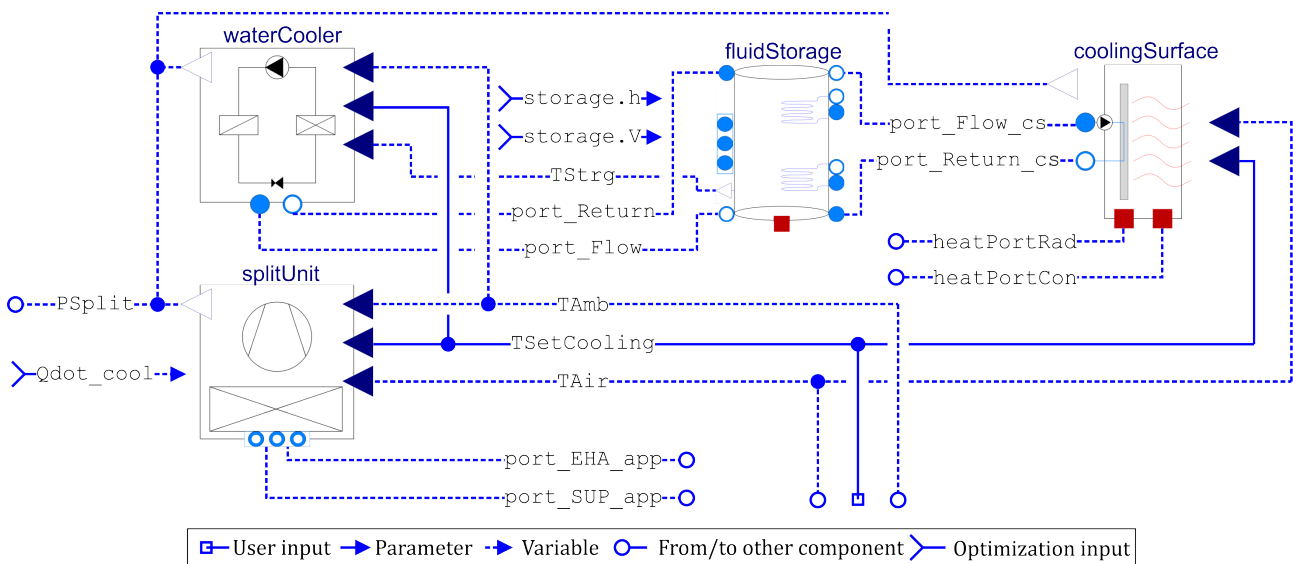 waterCooler
fluidStorage
coolingSurface
storage.h
port_Flow_cs
storage.V
port_Return_cs
TStrg
port_Return
heatPortRad
port_Flow
heatPortCon
splitUnit
PSplit
TAmb
TSetCooling
Qdot_cool
TAir
port_EHA_app
port_SUP_app
User input Parameter Variable From/to other component Optimization input